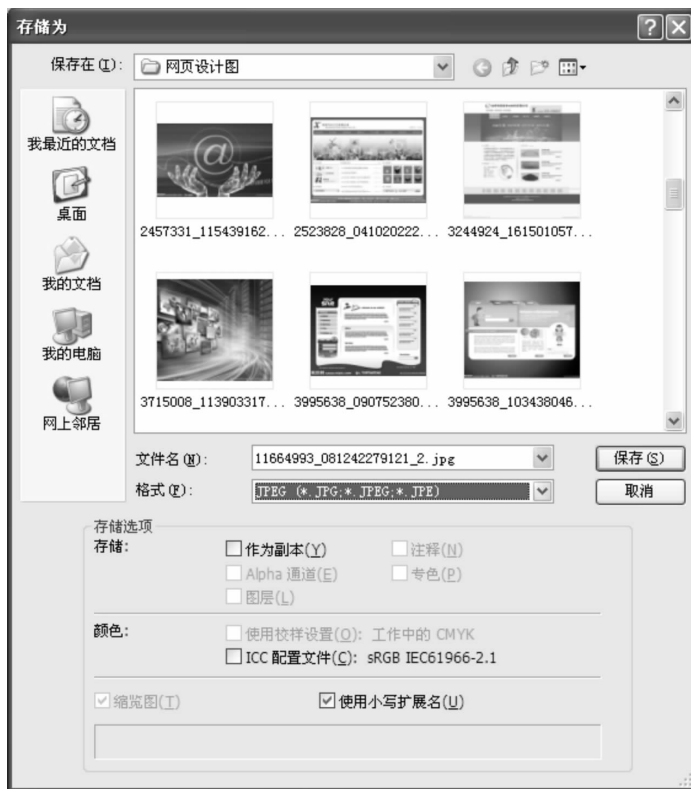 存储为
保存在(I):
网页设计图
我最近的文档
桌面
我的文档
我的电脑
网上邻居
2457331_115439162...
2523828_041020222...
3244924_161501057...
3715008_113903317...
3995638_090752380...
3995638_103438046...
文件名(N):
11664993_081242279121_2.jpg
保存(S)
格式(F):
JPEG (*.JPG;*.JPEG;*.JPE)
取消
存储选项
存储:
作为副本(Y)
注释(N)
Alpha 通道(E)
专色(P)
图层(L)
颜色:
使用校样设置(O): 工作中的 CMYK
ICC 配置文件(C): sRGB IEC61966-2.1
缩览图(T)
使用小写扩展名(U)